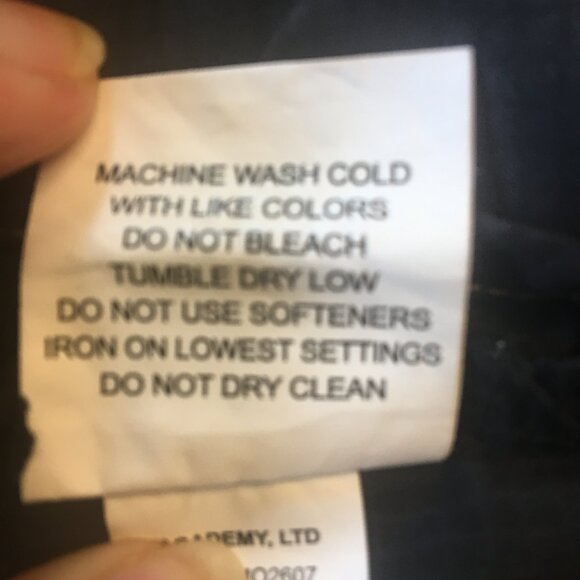 MACHINE WASH COLD
WITH LIKE COLORS
DO NOT BLEACH
TUMBLE DRY LOW
DO NOT USE SOFTENERS
IRON ON LOWEST SETTINGS
DO NOT DRY CLEAN
LTD